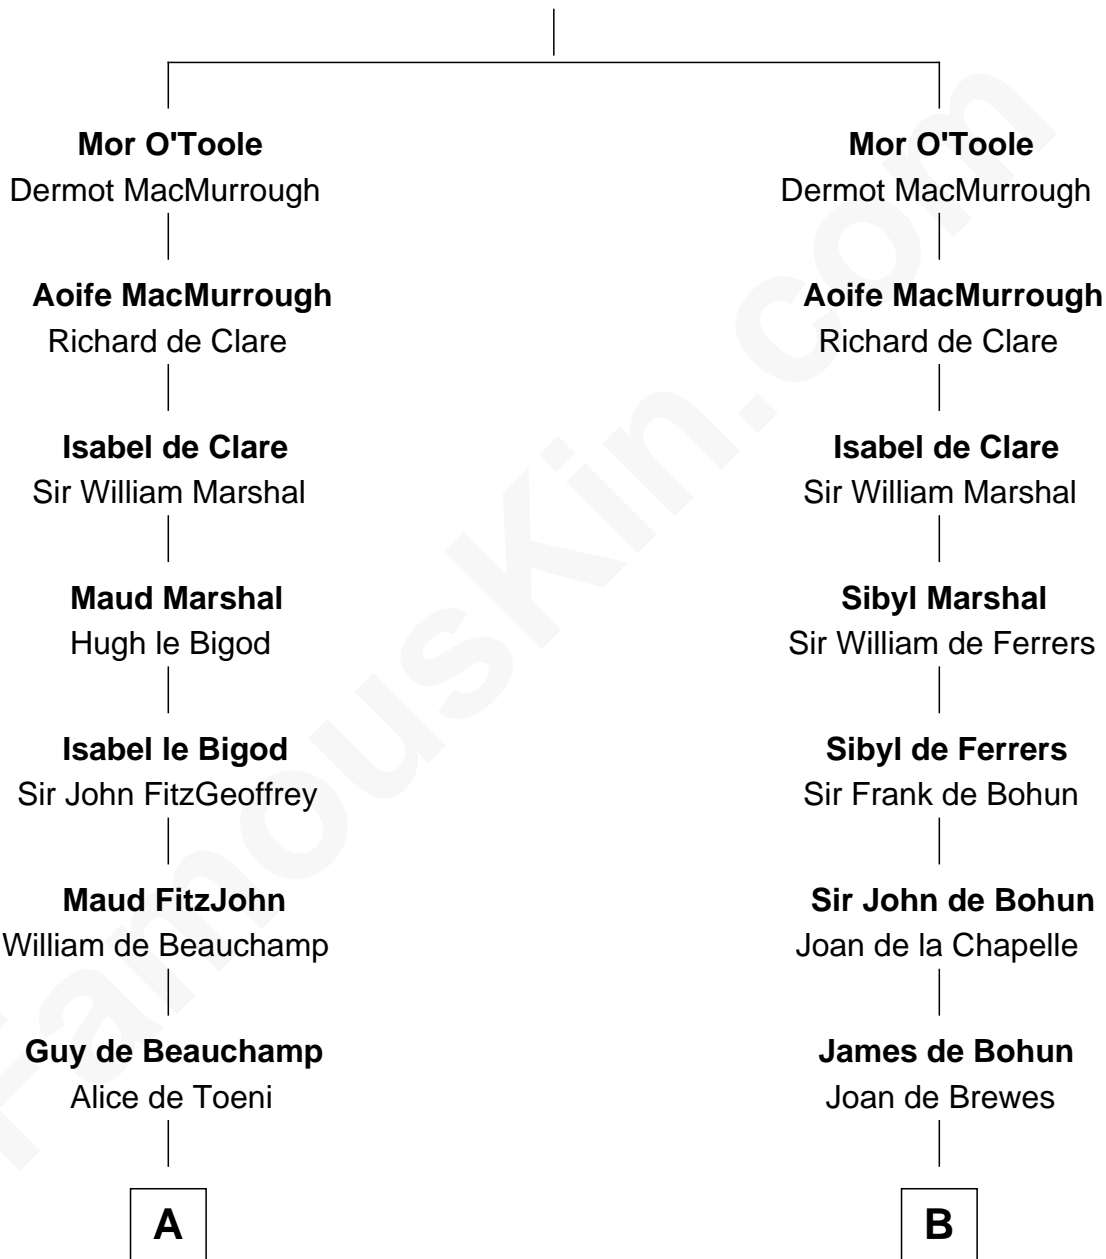 Mor O'Toole
Dermot MacMurrough
Aoife MacMurrough
Richard de Clare
Isabel de Clare
Sir William Marshal
Maud Marshal
Hugh le Bigod
Isabel le Bigod
Sir John FitzGeoffrey
Maud FitzJohn
William de Beauchamp
Guy de Beauchamp
Alice de Toeni
A
Mor O'Toole
Dermot MacMurrough
Aoife MacMurrough
Richard de Clare
Isabel de Clare
Sir William Marshal
Sibyl Marshal
Sir William de Ferrers
Sibyl de Ferrers
Sir Frank de Bohun
Sir John de Bohun
Joan de la Chapelle
James de Bohun
Joan de Brewes
B
FamousKin.com